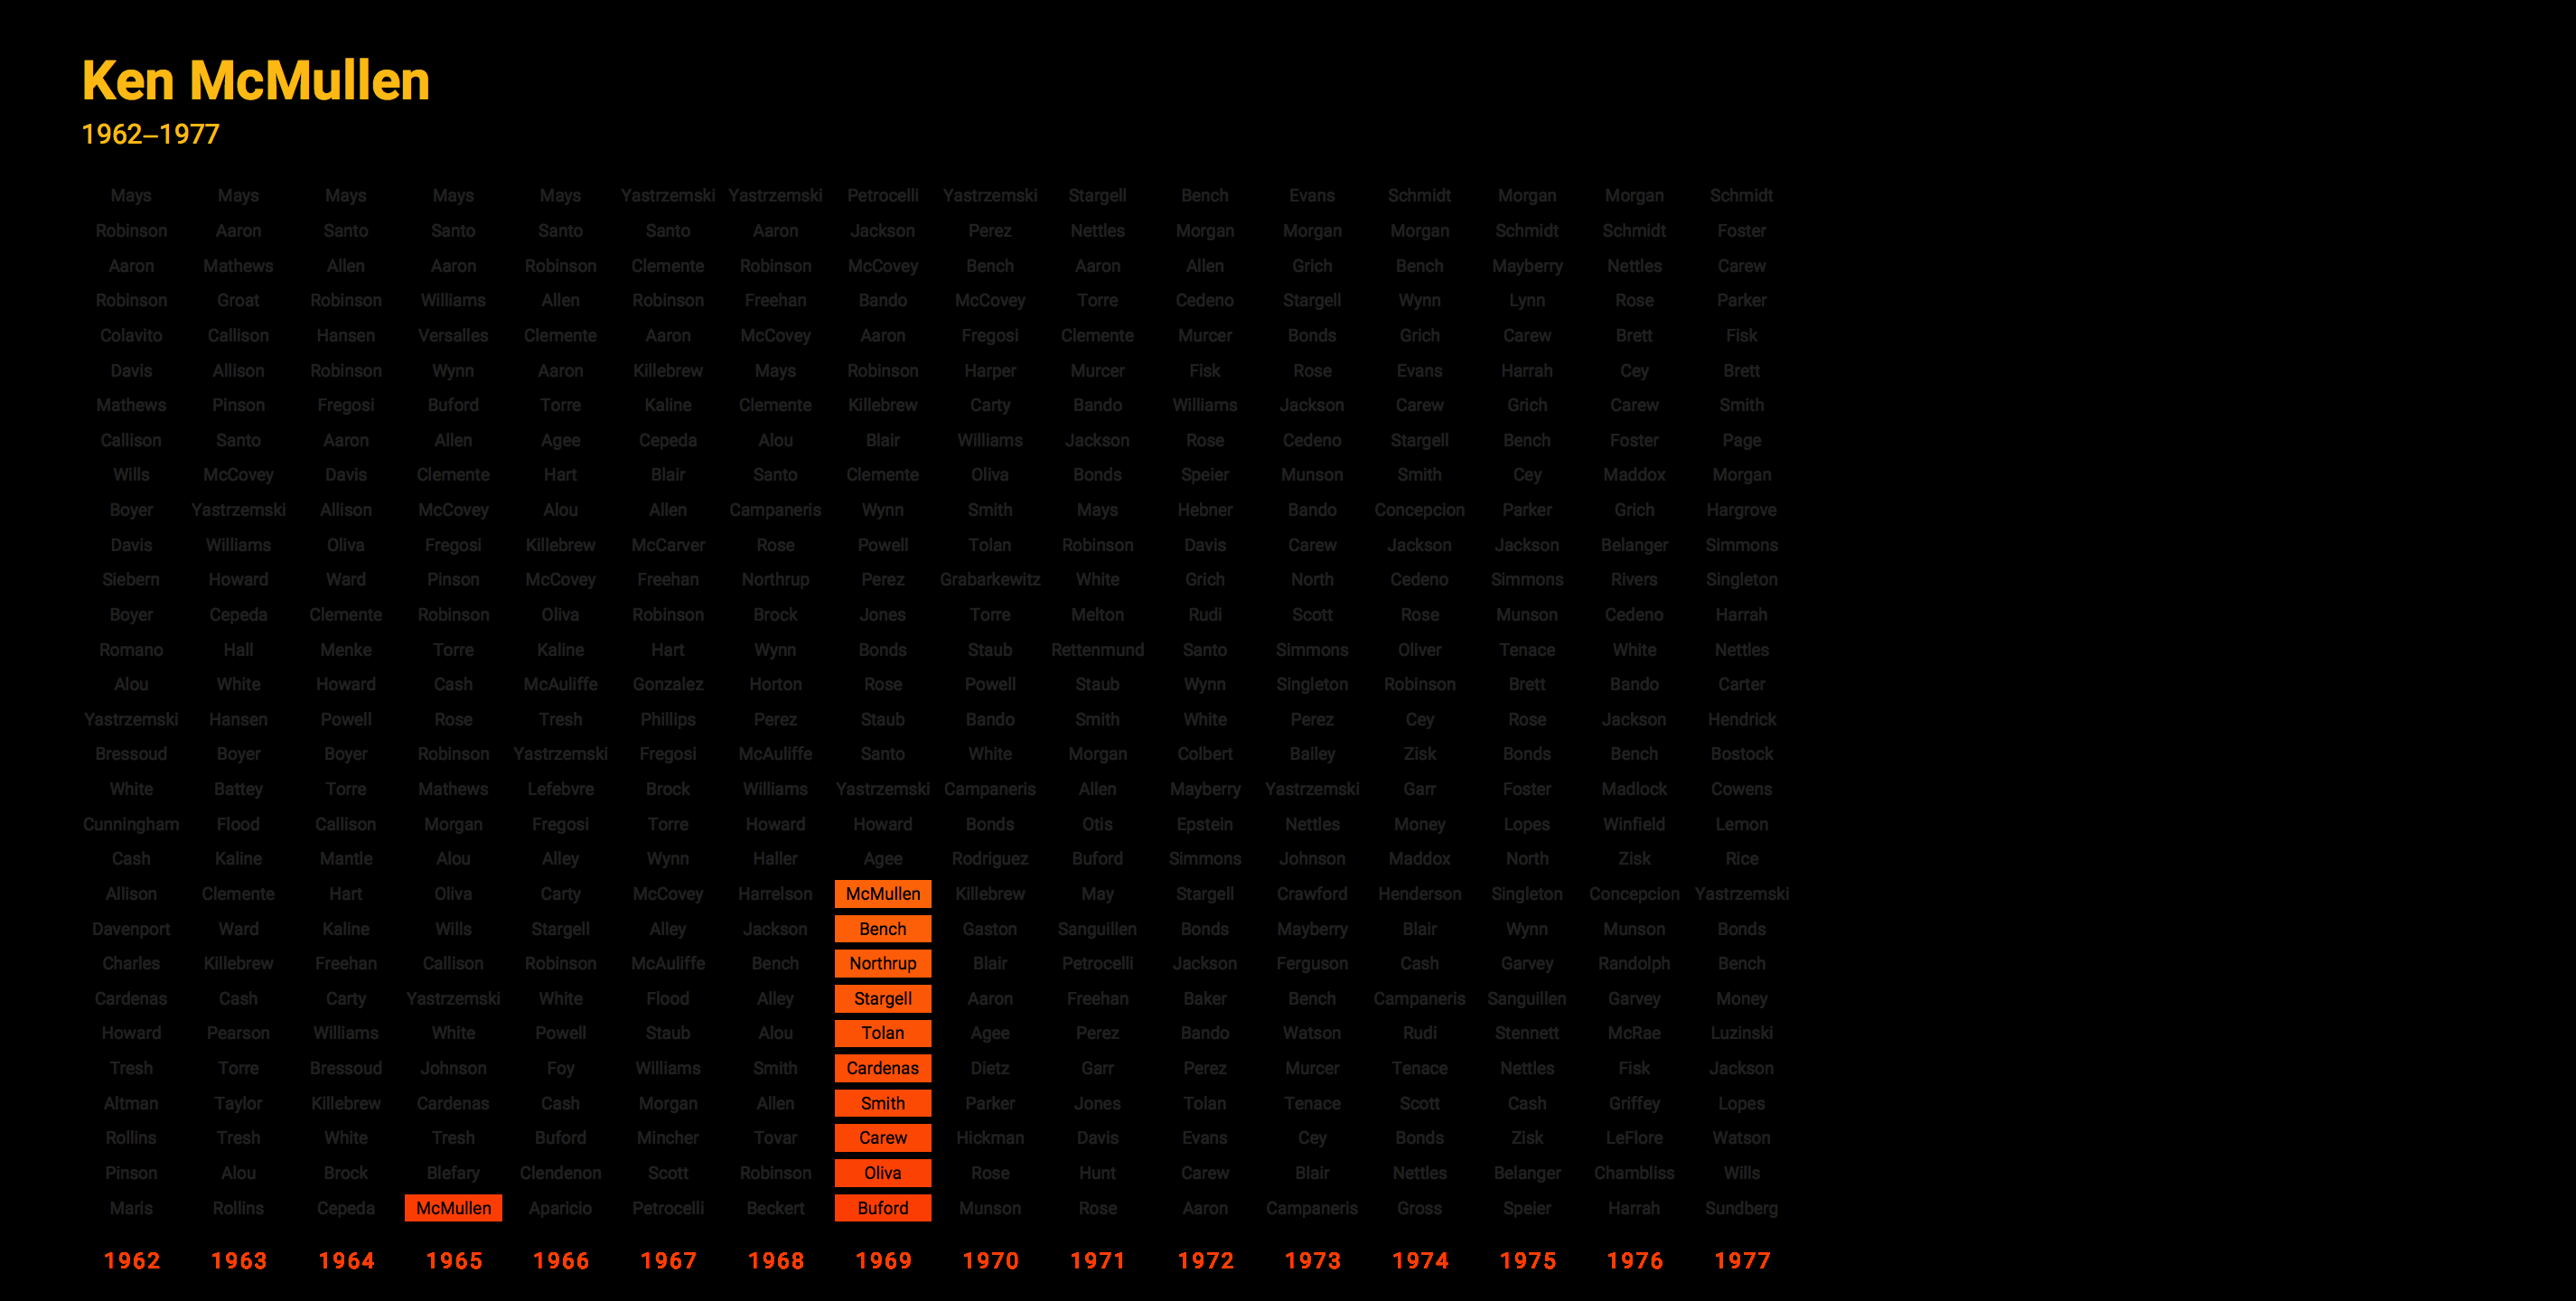 Ken McMullen
1962–1977
Mays Mays Mays Mays Mays Yastrzemski Yastrzemski Petrocelli Yastrzemski Stargell Bench Evans Schmidt Morgan Morgan Schmidt
Robinson Aaron Santo Santo Santo Santo Aaron Jackson Perez Nettles Morgan Morgan Morgan Schmidt Schmidt Foster
Aaron Mathews Allen Aaron Robinson Clemente Robinson McCovey Bench Aaron Allen Grich Bench Mayberry Nettles Carew
Robinson Groat Robinson Williams Allen Robinson Freehan Bando McCovey Torre Cedeno Stargell Wynn Lynn Rose Parker
Colavito Callison Hansen Versalles Clemente Aaron McCovey Aaron Fregosi Clemente Murcer Bonds Grich Carew Brett Fisk
Davis Allison Robinson Wynn Aaron Killebrew Mays Robinson Harper Murcer Fisk Rose Evans Harrah Cey Brett
Mathews Pinson Fregosi Buford Torre Kaline Clemente Killebrew Carty Bando Williams Jackson Carew Grich Carew Smith
Callison Santo Aaron Allen Agee Cepeda Alou Blair Williams Jackson Rose Cedeno Stargell Bench Foster Page
Wills McCovey Davis Clemente Hart Blair Santo Clemente Oliva Bonds Speier Munson Smith Cey Maddox Morgan
Boyer Yastrzemski Allison McCovey Alou Allen Campaneris Wynn Smith Mays Hebner Bando Concepcion Parker Grich Hargrove
Davis Williams Oliva Fregosi Killebrew McCarver Rose Powell Tolan Robinson Davis Carew Jackson Jackson Belanger Simmons
Siebern Howard Ward Pinson McCovey Freehan Northrup Perez Grabarkewitz White Grich North Cedeno Simmons Rivers Singleton
Boyer Cepeda Clemente Robinson Oliva Robinson Brock Jones Torre Melton Rudi Scott Rose Munson Cedeno Harrah
Romano Hall Menke Torre Kaline Hart Wynn Bonds Staub Rettenmund Santo Simmons Oliver Tenace White Nettles
Alou White Howard Cash McAuliffe Gonzalez Horton Rose Powell Staub Wynn Singleton Robinson Brett Bando Carter
Yastrzemski Hansen Powell Rose Tresh Phillips Perez Staub Bando Smith White Perez Cey Rose Jackson Hendrick
Bressoud Boyer Boyer Robinson Yastrzemski Fregosi McAuliffe Santo White Morgan Colbert Bailey Zisk Bonds Bench Bostock
White Battey Torre Mathews Lefebvre Brock Williams Yastrzemski Campaneris Allen Mayberry Yastrzemski Garr Foster Madlock Cowens
Cunningham Flood Callison Morgan Fregosi Torre Howard Howard Bonds Otis Epstein Nettles Money Lopes Winfield Lemon
Cash Kaline Mantle Alou Alley Wynn Haller Agee Rodriguez Buford Simmons Johnson Maddox North Zisk Rice
Allison Clemente Hart Oliva Carty McCovey Harrelson McMullen Killebrew May Stargell Crawford Henderson Singleton Concepcion Yastrzemski
Davenport Ward Kaline Wills Stargell Alley Jackson Bench Gaston Sanguillen Bonds Mayberry Blair Wynn Munson Bonds
Charles Killebrew Freehan Callison Robinson McAuliffe Bench Northrup Blair Petrocelli Jackson Ferguson Cash Garvey Randolph Bench
Cardenas Cash Carty Yastrzemski White Flood Alley Stargell Aaron Freehan Baker Bench Campaneris Sanguillen Garvey Money
Howard Pearson Williams White Powell Staub Alou Tolan Agee Perez Bando Watson Rudi Stennett McRae Luzinski
Tresh Torre Bressoud Johnson Foy Williams Smith Cardenas Dietz Garr Perez Murcer Tenace Nettles Fisk Jackson
Altman Taylor Killebrew Cardenas Cash Morgan Allen Smith Parker Jones Tolan Tenace Scott Cash Griffey Lopes
Rollins Tresh White Tresh Buford Mincher Tovar Carew Hickman Davis Evans Cey Bonds Zisk LeFlore Watson
Pinson Alou Brock Blefary Clendenon Scott Robinson Oliva Rose Hunt Carew Blair Nettles Belanger Chambliss Wills
Maris Rollins Cepeda McMullen Aparicio Petrocelli Beckert Buford Munson Rose Aaron Campaneris Gross Speier Harrah Sundberg
1962 1963 1964 1965 1966 1967 1968 1969 1970 1971 1972 1973 1974 1975 1976 1977